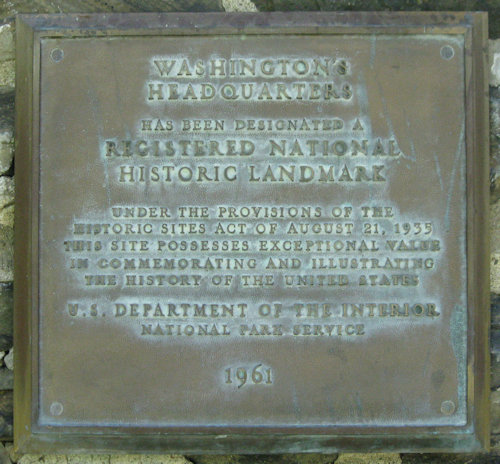 WASHINGTON'S
HEADQUARTERS
HAS BEEN DESIGNATED A
REGISTERED NATIONAL
HISTORIC LANDMARK
UNDER THE PROVISIONS OF THE
HISTORIC SITES ACT OF AUGUST 21, 1935
THIS SITE POSSESSES EXCEPTIONAL VALUE
IN COMMEMORATING AND ILLUSTRATING
THE HISTORY OF THE UNITED STATES
U.S. DEPARTMENT OF THE INTERIOR
NATIONAL PARK SERVICE
1961